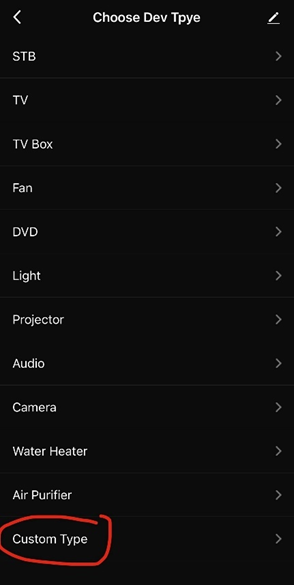 Choose Dev Tpye
STB
TV
TV Box
Fan
DVD
Light
Projector
Audio
Camera
Water Heater
Air Purifier
Custom Type